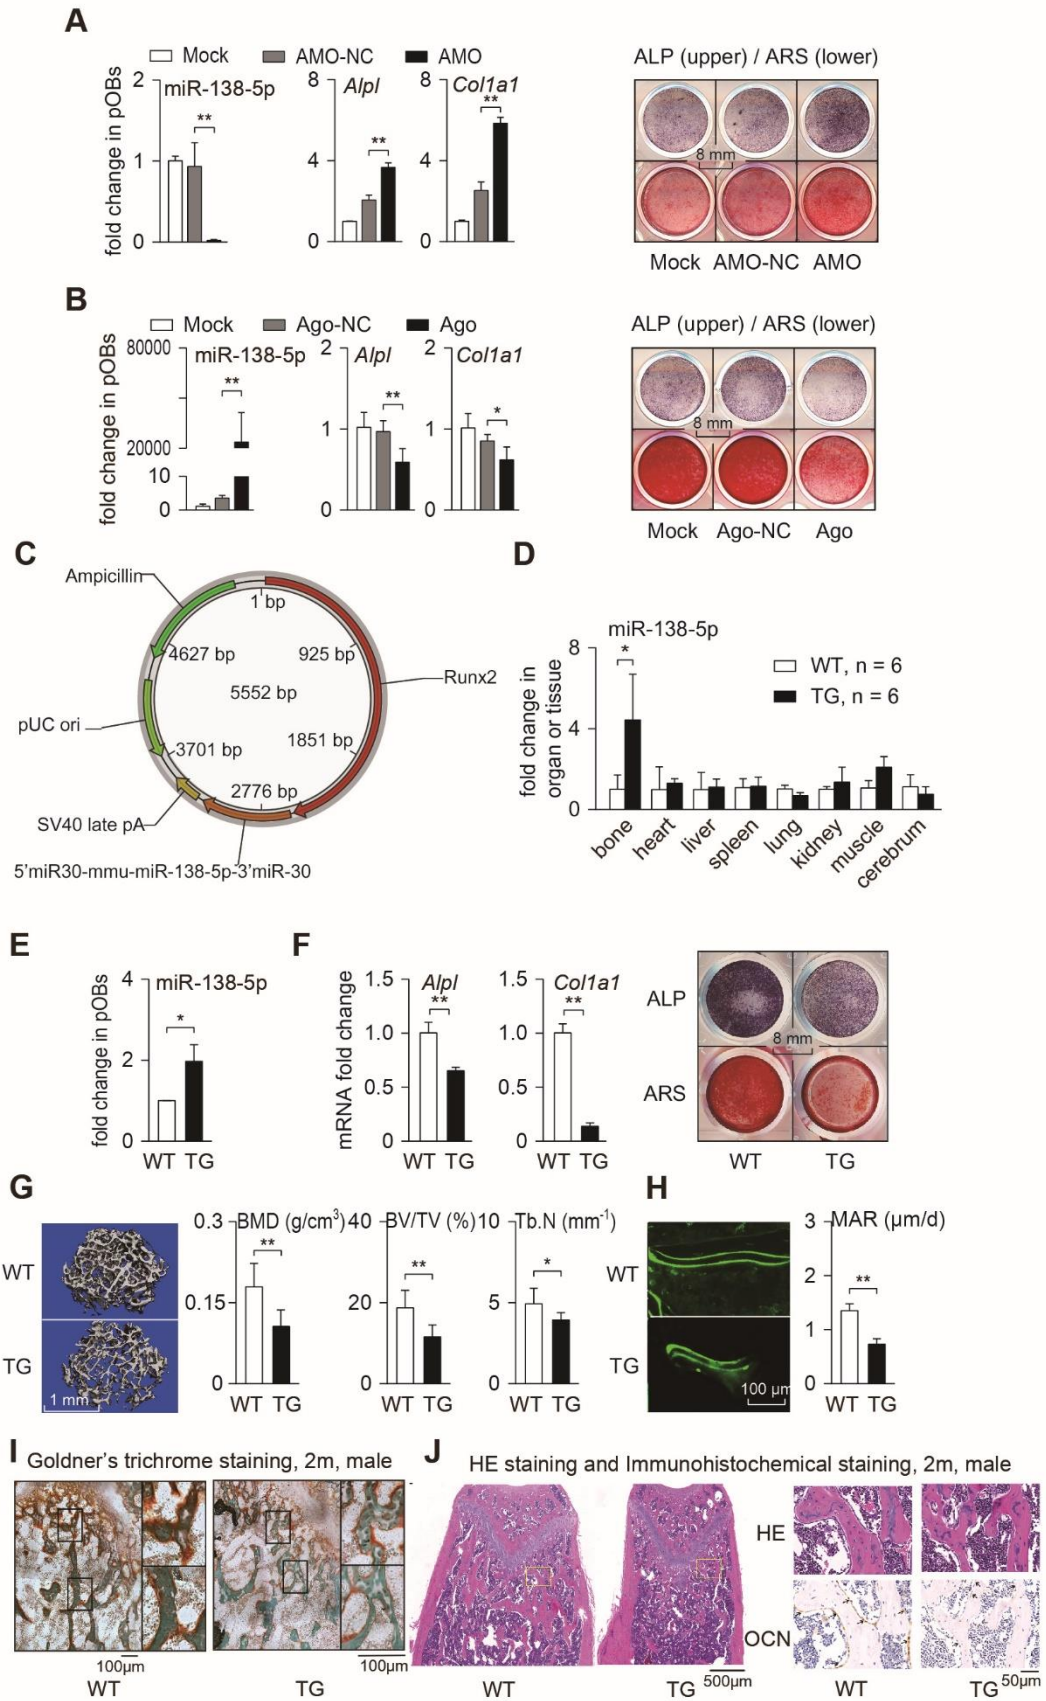 A
Mock AMO-NC AMO
fold change in pOBs
miR-138-5p
2
1
0
**
Alpl
8
4
0
**
Col1a1
8
4
0
**
ALP (upper) / ARS (lower)
8 mm
Mock AMO-NC AMO
B
Mock Ago-NC Ago
fold change in pOBs
miR-138-5p
80000
20000
10
0
**
Alpl
2
1
0
**
Col1a1
2
1
0
*
ALP (upper) / ARS (lower)
8 mm
Mock Ago-NC Ago
C
Ampicillin
1 bp
4627 bp
925 bp
5552 bp
Runx2
pUC ori
3701 bp
1851 bp
2776 bp
SV40 late pA
5'miR30-mmu-miR-138-5p-3'miR-30
D
miR-138-5p
fold change in
organ or tissue
8
4
0
*
WT, n = 6
TG, n = 6
bone
heart
liver
spleen
lung
kidney
muscle
cerebrum
E
fold change in pOBs
miR-138-5p
4
2
0
*
WT TG
F
mRNA fold change
Alpl
1.5
1.0
0.5
0
**
WT TG
Col1a1
1.5
1.0
0.5
0
**
WT TG
ALP
8 mm
ARS
WT TG
G
WT
TG
1 mm
BMD (g/cm³)
0.3
0.15
0
**
WT TG
BV/TV (%)
40
20
0
**
WT TG
Tb.N (mm⁻¹)
10
5
0
*
WT TG
H
WT
TG
100 μm
MAR (μm/d)
3
2
1
0
**
WT TG
I
Goldner's trichrome staining, 2m, male
100μm
100μm
WT TG
J
HE staining and Immunohistochemical staining, 2m, male
HE
OCN
500μm
50μm
WT TG
WT TG